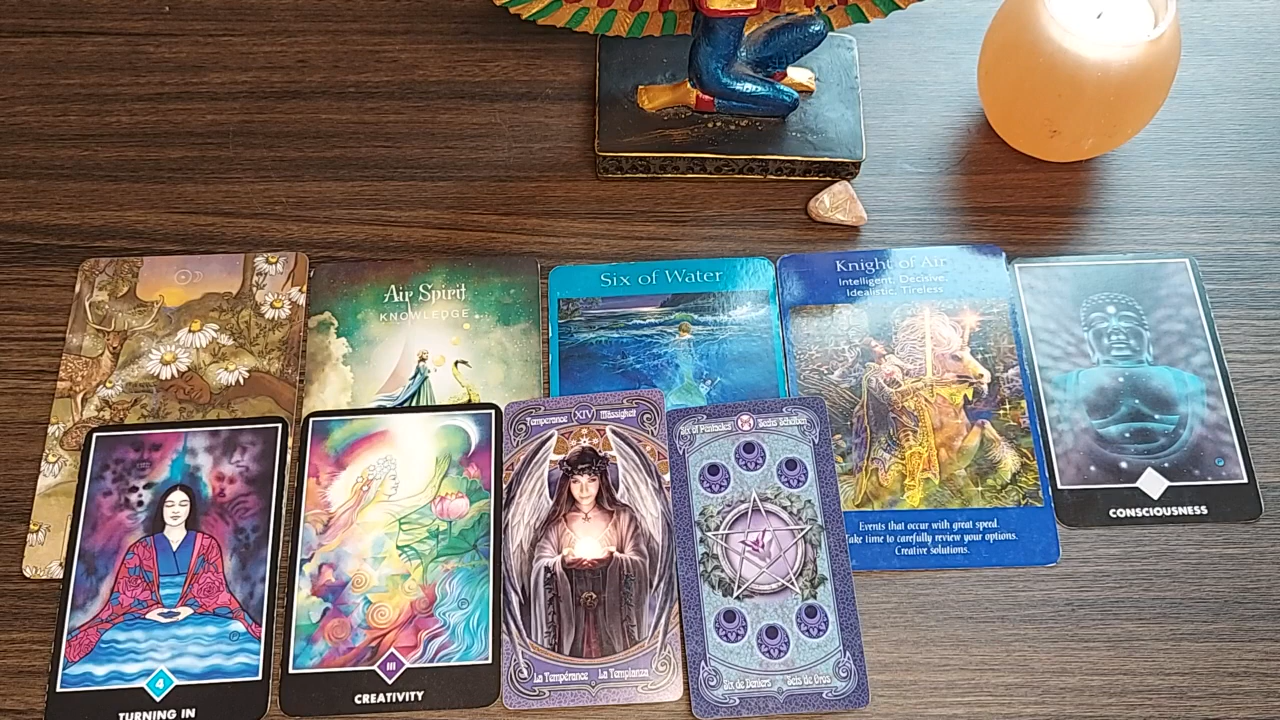 Air Spirit
KNOWLEDGE
Six of Water
Knight of Air
Intelligent, Decisive,
Idealistic, Tireless
Events that occur with great speed.
Take time to carefully review your options.
Creative solutions.
CONSCIOUSNESS
4
TURNING IN
III
CREATIVITY
Temperance XIV Mässigkeit
La Tempérance La Templanza
Six of Pentacles Sechs Scheiben
Six de Deniers Seis de Oros